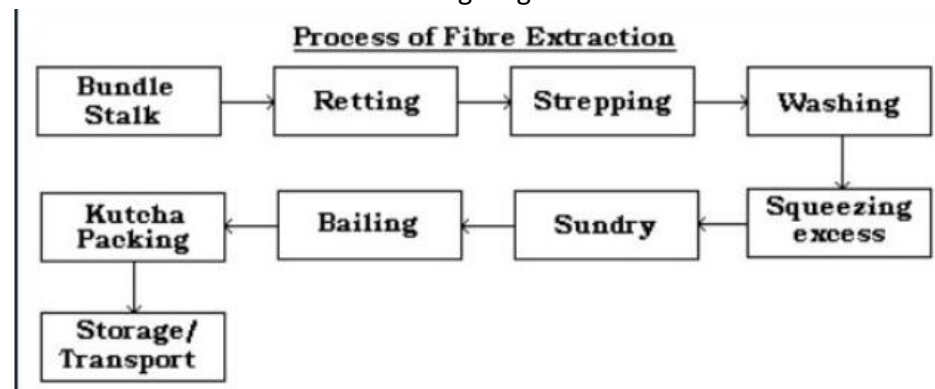 Process of Fibre Extraction
Bundle
Stalk
Retting
Strepping
Washing
Squeezing
excess
Sundry
Bailing
Kutcha
Packing
Storage/
Transport